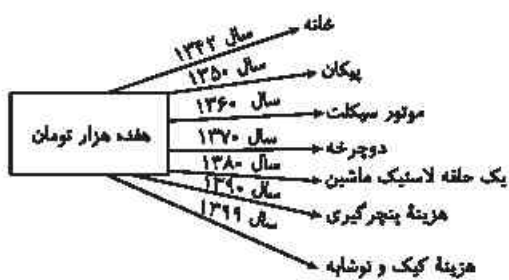 سال ۱۳۴۲ خانه
سال ۱۳۵۰ پیکان
سال ۱۳۶۰ موتور سیکلت
هفده هزار تومان
سال ۱۳۷۰ دوچرخه
سال ۱۳۸۰ یک حلقه لاستیک ماشین
سال ۱۳۹۰ هزینهٔ پنچرگیری
سال ۱۳۹۹ هزینهٔ کیک و نوشابه